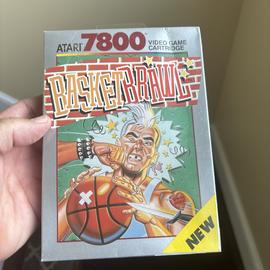 ATARI 7800 VIDEO GAME
CARTRIDGE
BASKETBRAWL
NEW